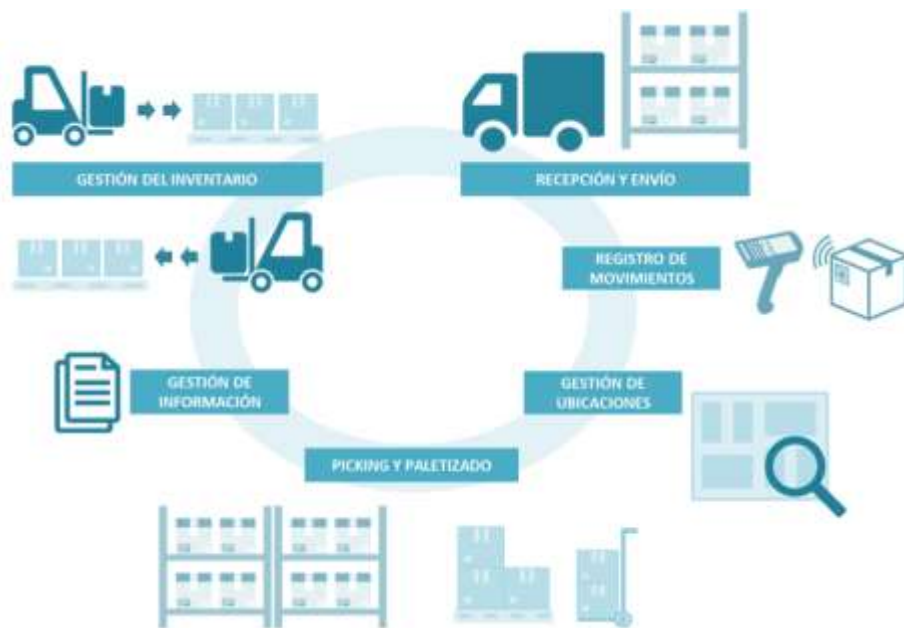 GESTIÓN DEL INVENTARIO
RECEPCIÓN Y ENVÍO
REGISTRO DE
MOVIMIENTOS
GESTIÓN DE
INFORMACIÓN
GESTIÓN DE
UBICACIONES
PICKING Y PALETIZADO